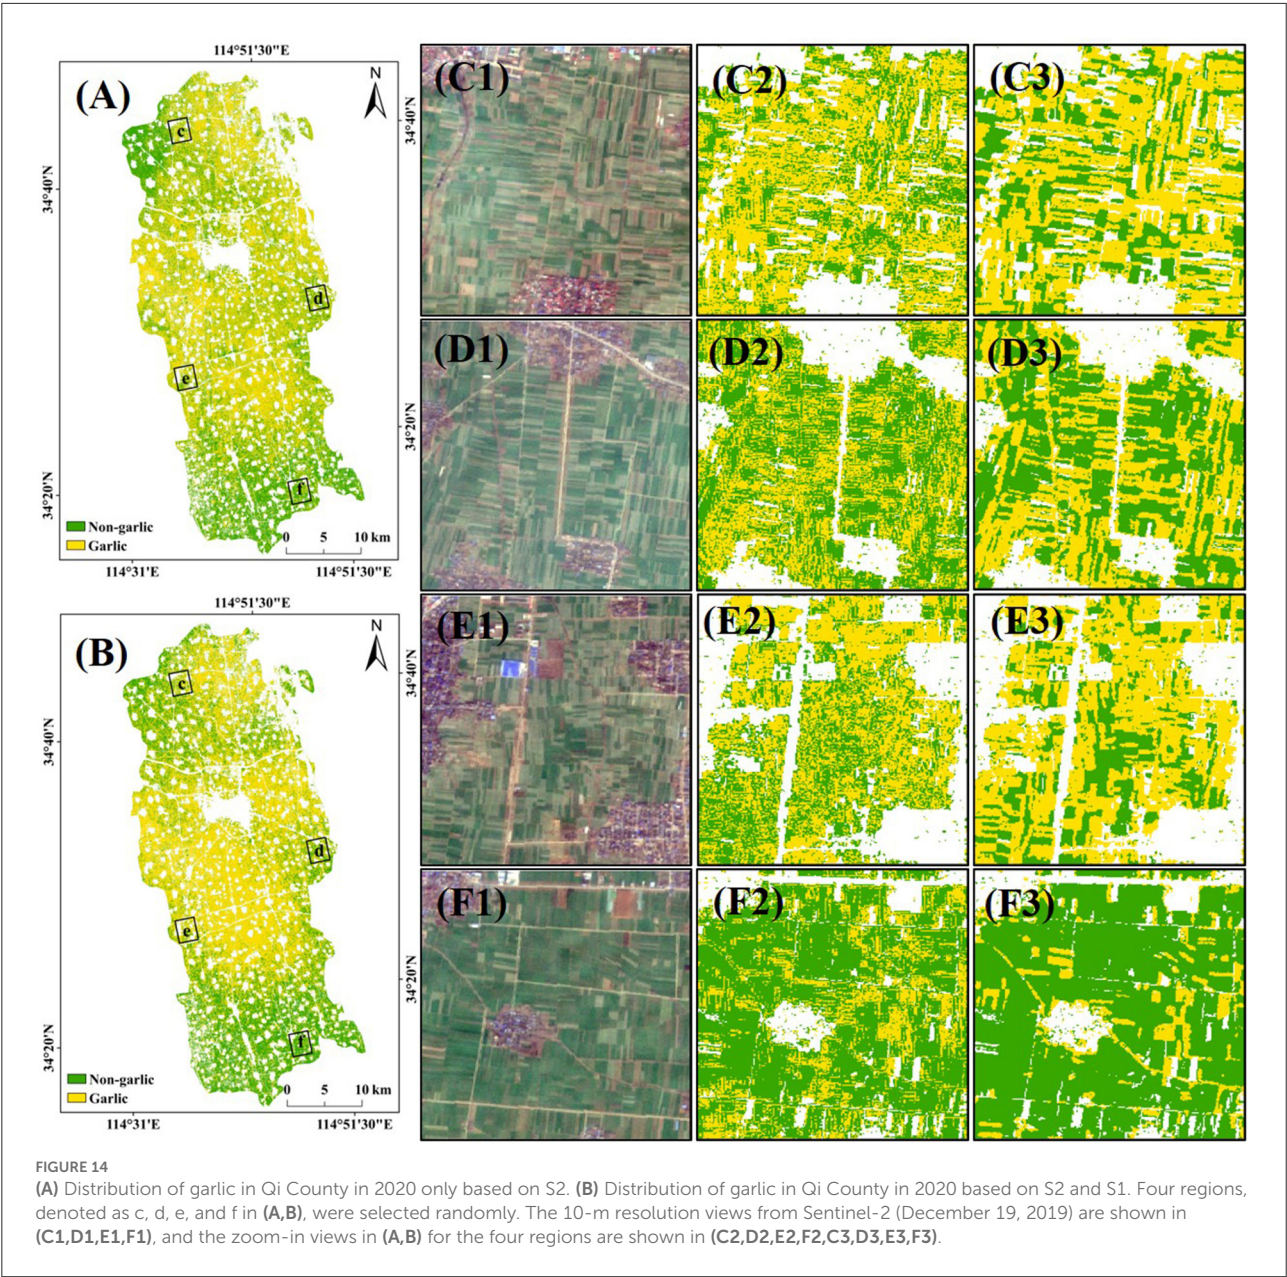 114°51'30"E
(A)
N
c
d
e
f
34°40'N
34°20'N
34°40'N
34°20'N
Non-garlic
Garlic
0 5 10 km
114°31'E
114°51'30"E
114°51'30"E
(B)
N
c
d
e
f
34°40'N
34°20'N
34°40'N
34°20'N
Non-garlic
Garlic
0 5 10 km
114°31'E
114°51'30"E
(C1)
(C2)
(C3)
(D1)
(D2)
(D3)
(E1)
(E2)
(E3)
(F1)
(F2)
(F3)
FIGURE 14
(A) Distribution of garlic in Qi County in 2020 only based on S2. (B) Distribution of garlic in Qi County in 2020 based on S2 and S1. Four regions,
denoted as c, d, e, and f in (A,B), were selected randomly. The 10-m resolution views from Sentinel-2 (December 19, 2019) are shown in
(C1,D1,E1,F1), and the zoom-in views in (A,B) for the four regions are shown in (C2,D2,E2,F2,C3,D3,E3,F3).